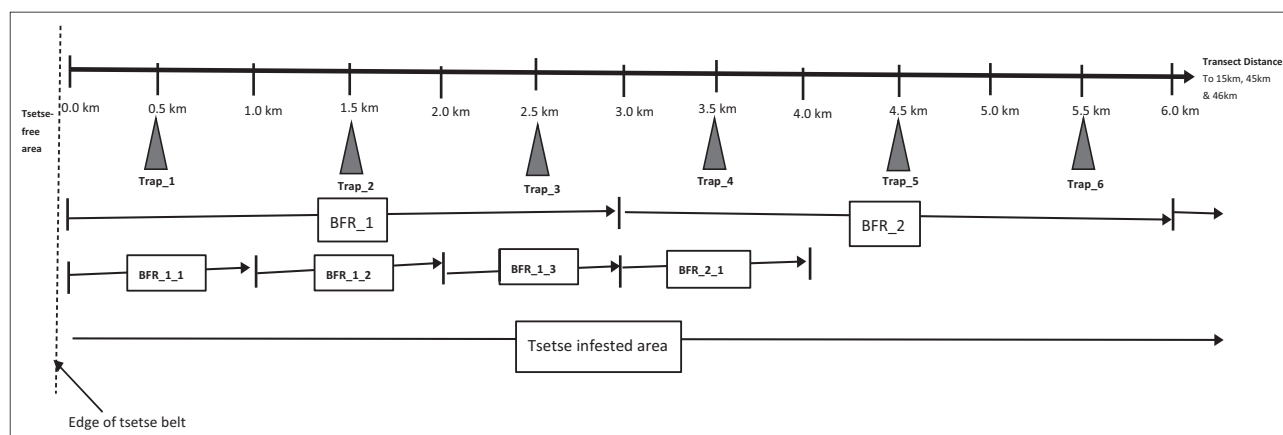 Transect Distance
To 15km, 45km
& 46km
0.0 km 0.5 km 1.0 km 1.5 km 2.0 km 2.5 km 3.0 km 3.5 km 4.0 km 4.5 km 5.0 km 5.5 km 6.0 km
Tsetse-
free
area
Trap_1 Trap_2 Trap_3 Trap_4 Trap_5 Trap_6
BFR_1 BFR_2
BFR_1_1 BFR_1_2 BFR_1_3 BFR_2_1
Tsetse infested area
Edge of tsetse belt